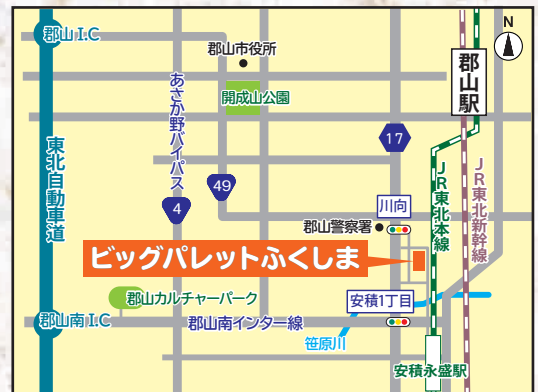 N
郡山I.C
郡山市役所
郡山駅
開成山公園
あさか野バイパス
17
東北自動車道
49
4
JR東北本線
JR東北新幹線
川向
郡山警察署
ビッグパレットふくしま
郡山カルチャーパーク
安積1丁目
郡山南I.C
郡山南インター線
笹原川
安積永盛駅